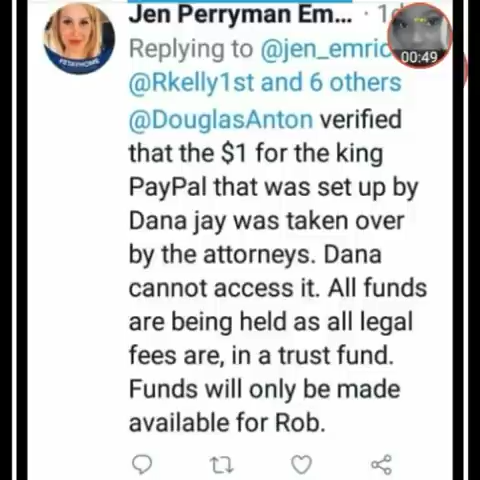 Jen Perryman Em... · 1d
Replying to @jen_emric
@Rkelly1st and 6 others
@DouglasAnton verified
that the $1 for the king
PayPal that was set up by
Dana jay was taken over
by the attorneys. Dana
cannot access it. All funds
are being held as all legal
fees are, in a trust fund.
Funds will only be made
available for Rob.
00:49